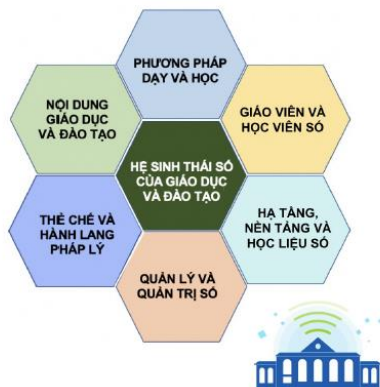 PHƯƠNG PHÁP
DẠY VÀ HỌC
NỘI DUNG
GIÁO DỤC
VÀ ĐÀO TẠO
GIÁO VIÊN VÀ
HỌC VIÊN SỐ
HỆ SINH THÁI SỐ
CỦA GIÁO DỤC
VÀ ĐÀO TẠO
THỂ CHẾ VÀ
HÀNH LANG
PHÁP LÝ
HẠ TẦNG,
NỀN TẢNG VÀ
HỌC LIỆU SỐ
QUẢN LÝ VÀ
QUẢN TRỊ SỐ